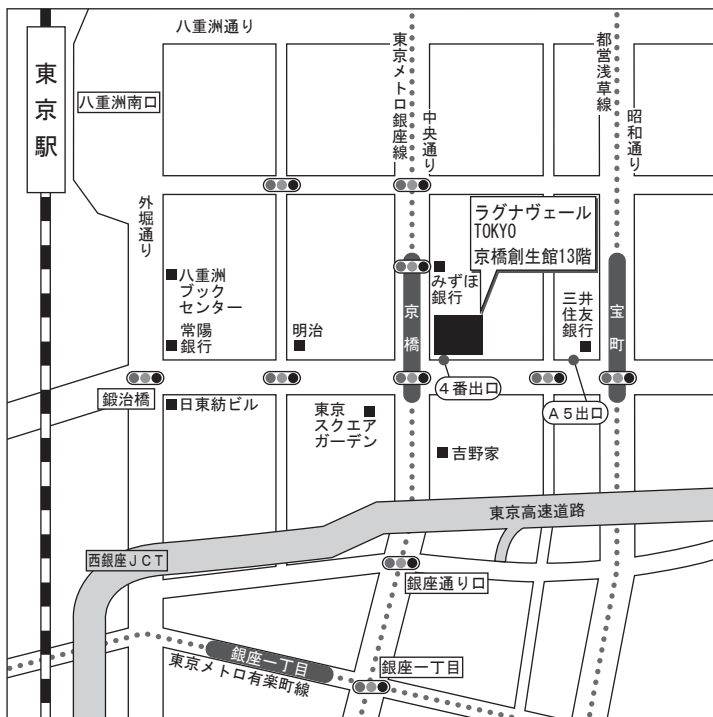 八重洲通り
東京駅
八重洲南口
東京メトロ銀座線
中央通り
都営浅草線
昭和通り
外堀通り
ラグナヴェール
TOKYO
京橋創生館13階
八重洲
ブック
センター
みずほ
銀行
三井
住友
銀行
常陽
銀行
明治
京橋
宝町
鍛治橋
4番出口
A5出口
日東紡ビル
東京
スクエア
ガーデン
吉野家
東京高速道路
西銀座JCT
銀座通り口
銀座一丁目
東京メトロ有楽町線
銀座一丁目